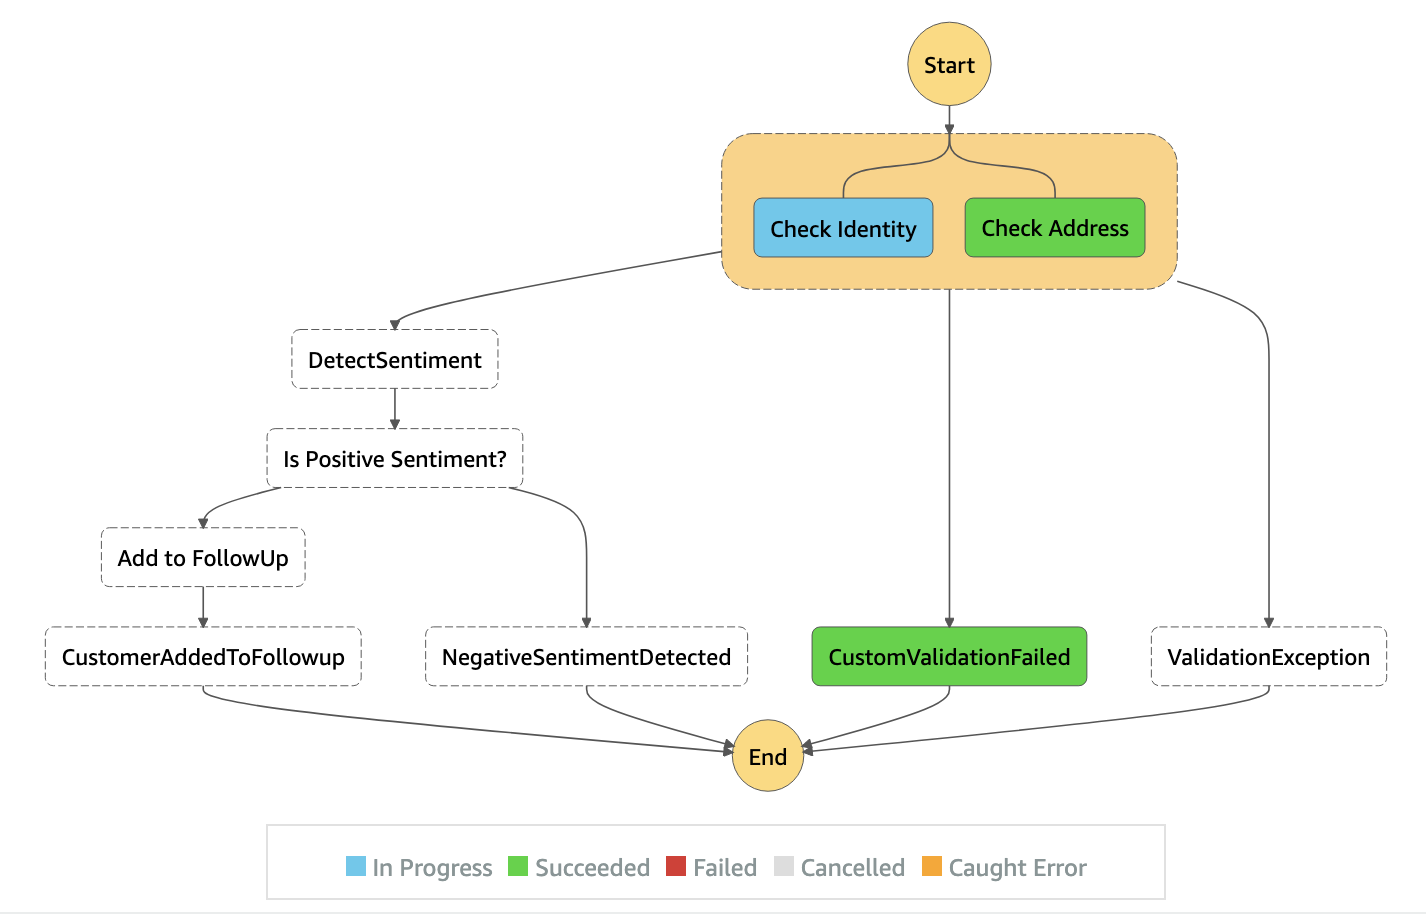 Start
Check Identity
Check Address
DetectSentiment
Is Positive Sentiment?
Add to FollowUp
CustomerAddedToFollowup
NegativeSentimentDetected
CustomValidationFailed
ValidationException
End
In Progress
Succeeded
Failed
Cancelled
Caught Error